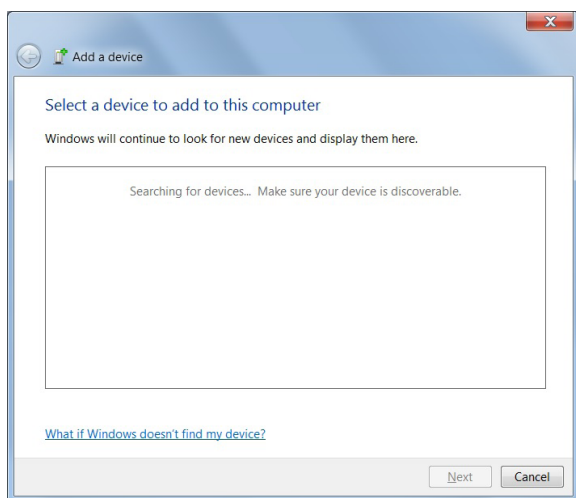 Add a device
Select a device to add to this computer
Windows will continue to look for new devices and display them here.
Searching for devices... Make sure your device is discoverable.
What if Windows doesn't find my device?
Next
Cancel